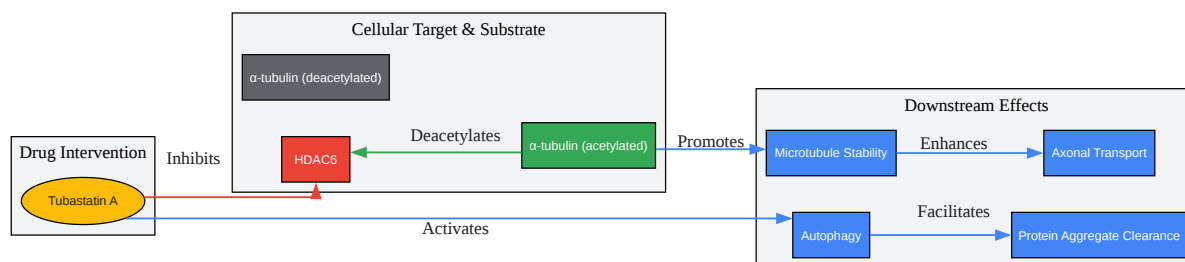 Cellular Target & Substrate
α-tubulin (deacetylated)
Downstream Effects
Deacetylates
α-tubulin (acetylated)
Promotes
Microtubule Stability
Enhances
Axonal Transport
Drug Intervention
Inhibits
HDAC6
Tubastatin A
Activates
Autophagy
Facilitates
Protein Aggregate Clearance